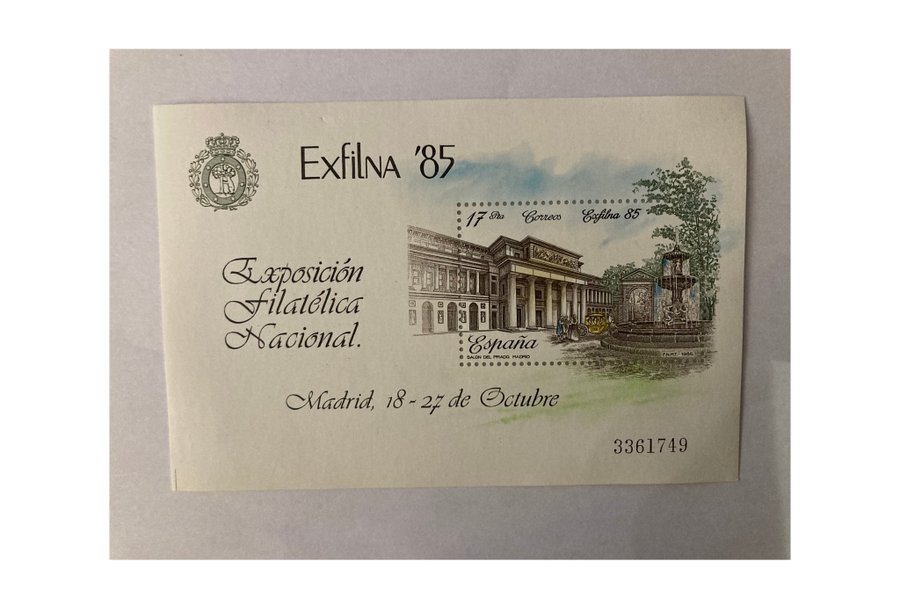 Exfilna '85
17 Pta Correos Exfilna 85
Exposición
Filatélica
Nacional.
España
SALON DEL PRADO. MADRID
F.N.M.T. - 1985
Madrid, 18 - 27 de Octubre
3361749